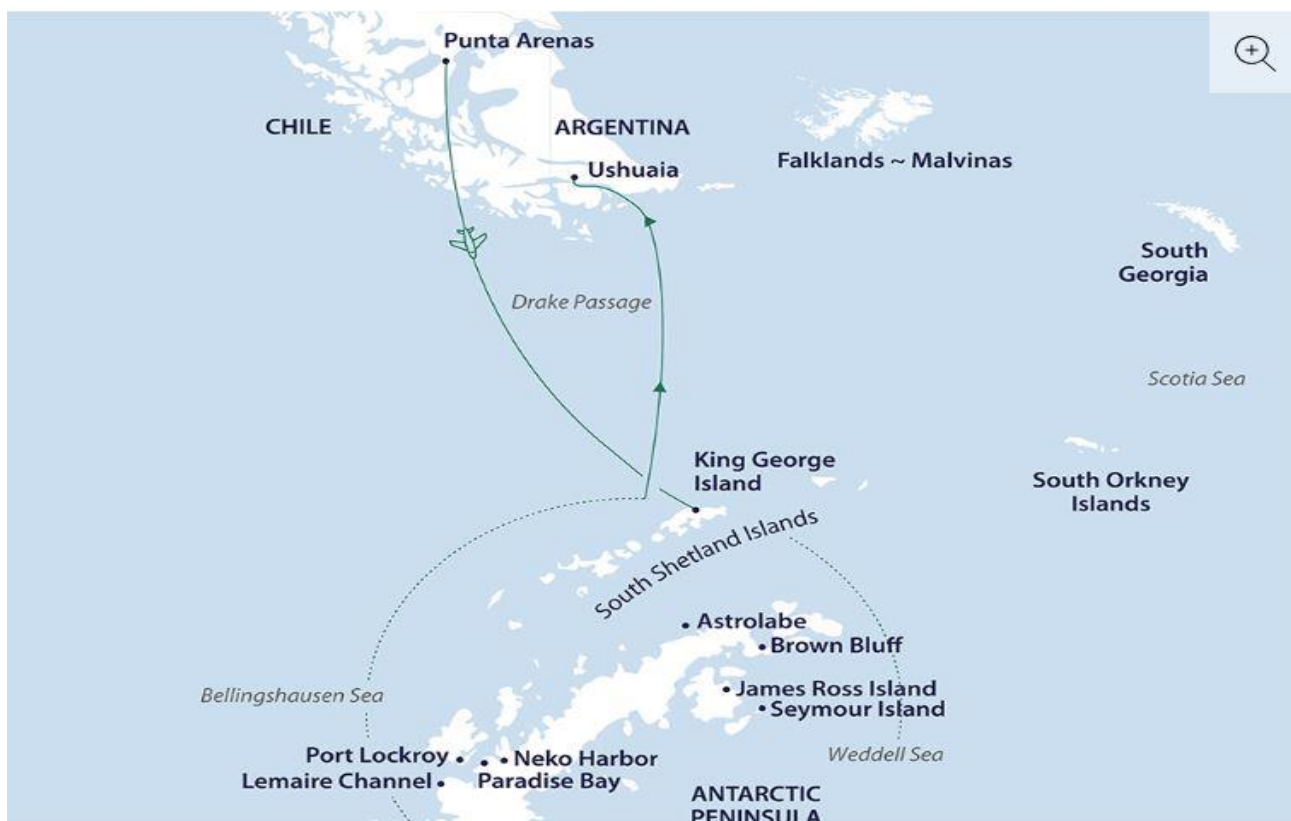 Punta Arenas
CHILE
ARGENTINA
Ushuaia
Falklands ~ Malvinas
South
Georgia
Drake Passage
Scotia Sea
King George
Island
South Orkney
Islands
South Shetland Islands
Astrolabe
Brown Bluff
Bellingshausen Sea
James Ross Island
Seymour Island
Port Lockroy
Neko Harbor
Weddell Sea
Lemaire Channel
Paradise Bay
ANTARCTIC
PENINSULA